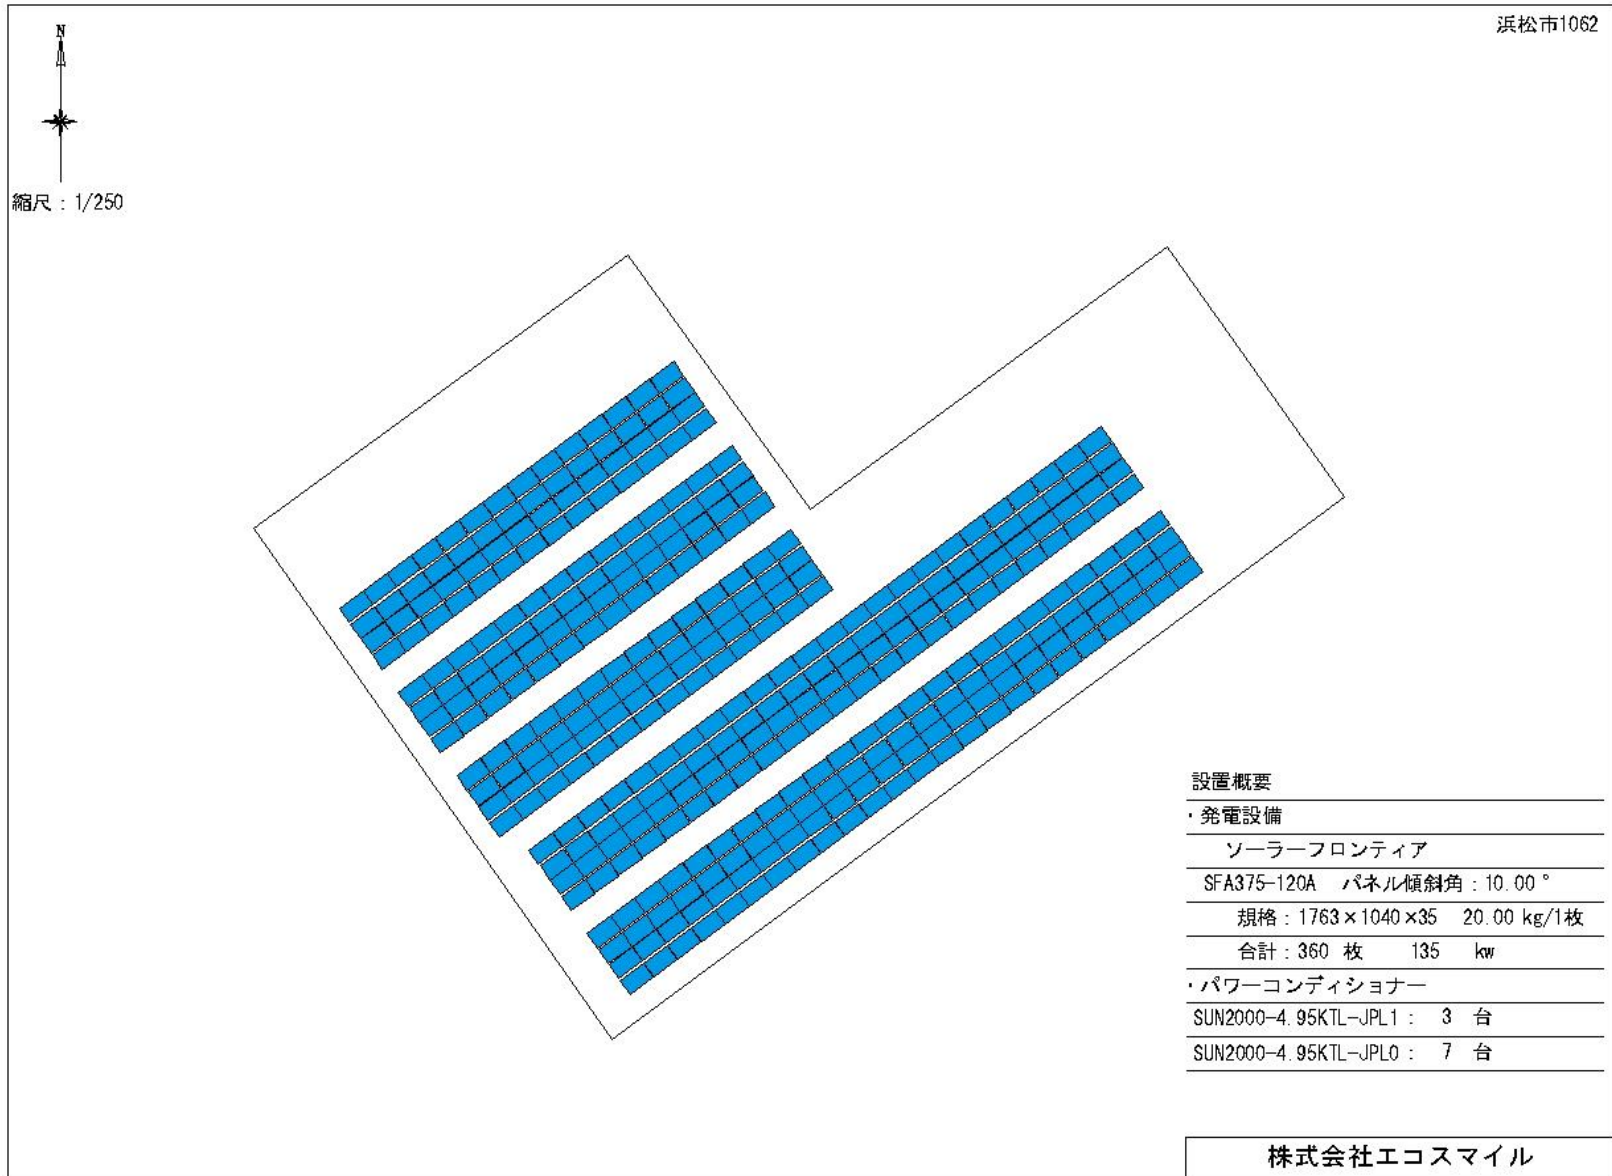 浜松市1062
N
縮尺：1/250
設置概要
・発電設備
ソーラーフロンティア
SFA375-120A パネル傾斜角：10.00°
規格：1763×1040×35 20.00 kg/1枚
合計：360 枚 135 kw
・パワーコンディショナー
SUN2000-4.95KTL-JPL1： 3 台
SUN2000-4.95KTL-JPL0： 7 台
株式会社エコスマイル